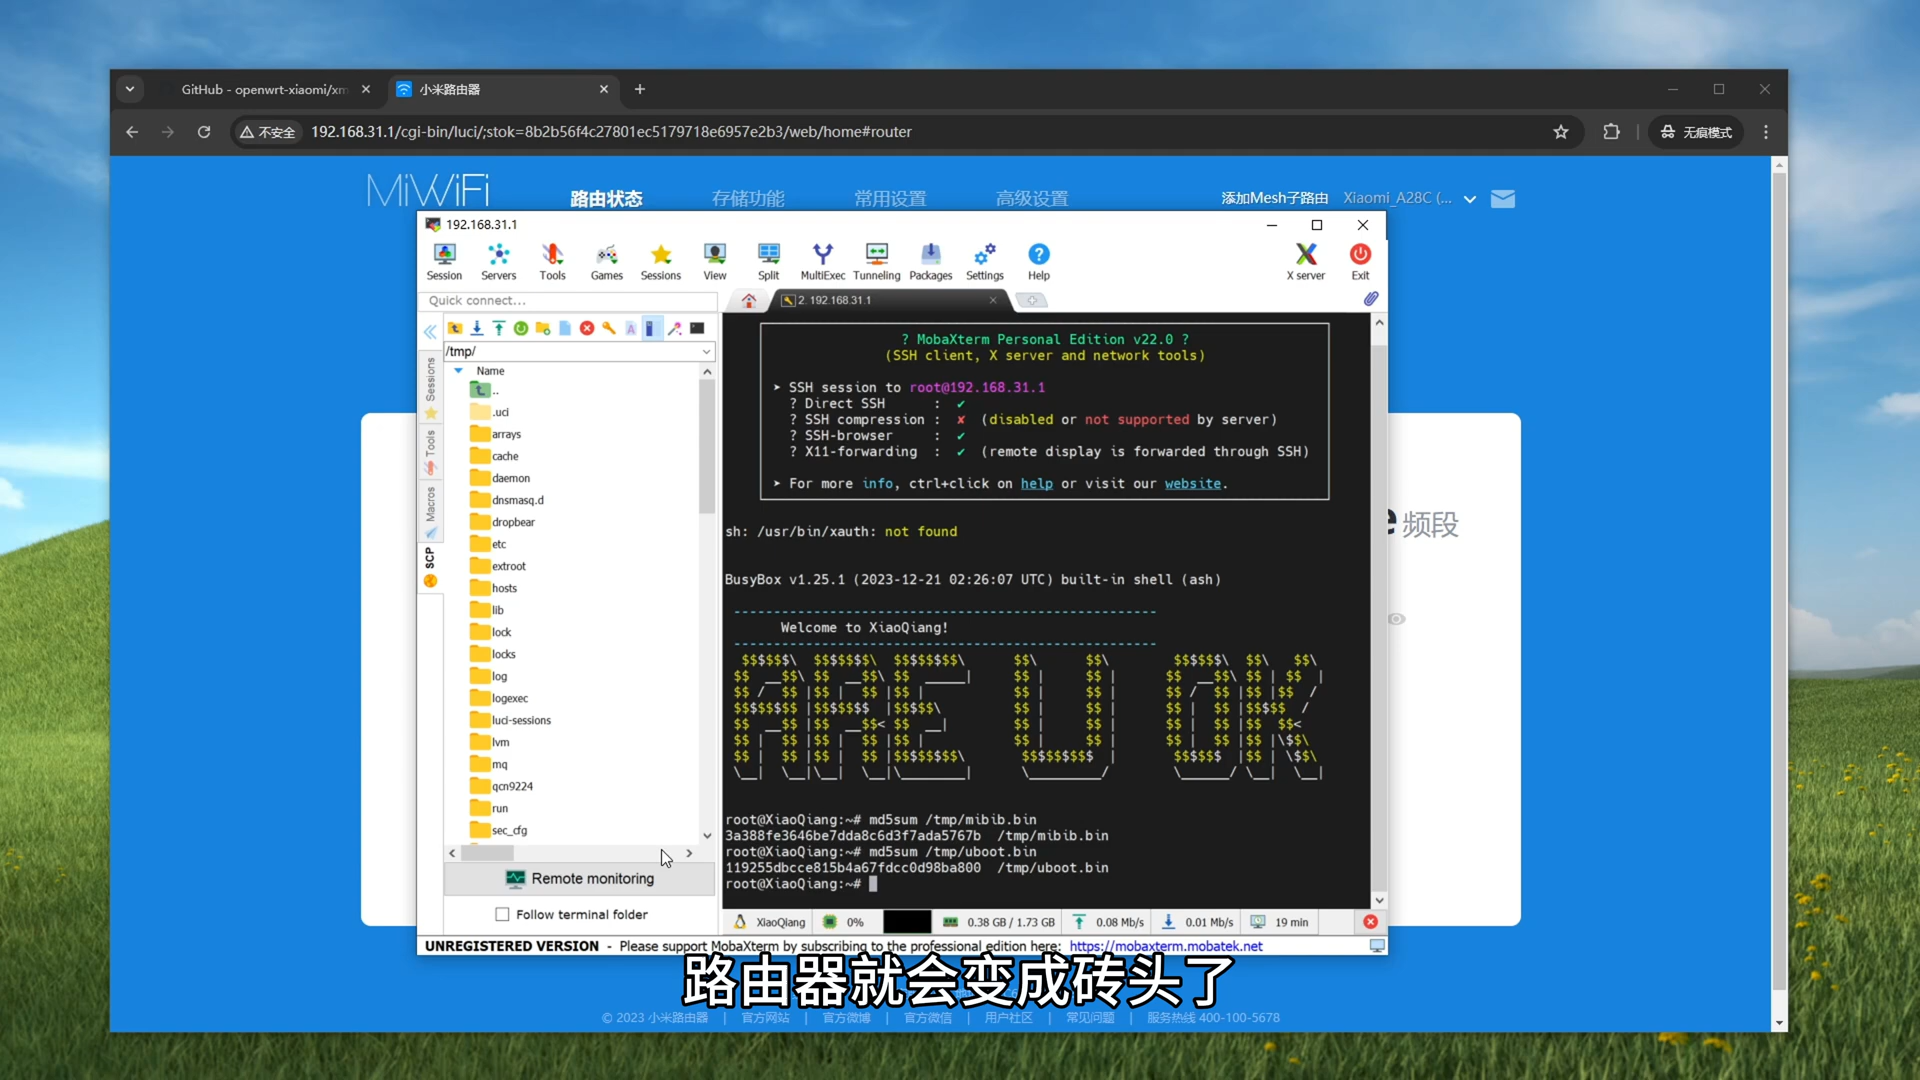 GitHub - openwrt-xiaomi/xm
小米路由器
不安全
192.168.31.1/cgi-bin/luci/;stok=8b2b56f4c27801ec5179718e6957e2b3/web/home#router
无痕模式
MiWiFi
路由状态
存储功能
常用设置
高级设置
添加Mesh子路由
Xiaomi_A28C (...
192.168.31.1
Session
Servers
Tools
Games
Sessions
View
Split
MultiExec
Tunneling
Packages
Settings
Help
X server
Exit
Quick connect...
2. 192.168.31.1
/tmp/
Name
..
.uci
arrays
cache
daemon
dnsmasq.d
dropbear
etc
extroot
hosts
lib
lock
locks
log
logexec
luci-sessions
lvm
mq
qcn9224
run
sec_cfg
Sessions
Tools
Macros
SCP
Remote monitoring
Follow terminal folder
? MobaXterm Personal Edition v22.0 ?
(SSH client, X server and network tools)
➤ SSH session to root@192.168.31.1
? Direct SSH : ✔
? SSH compression : ✘ (disabled or not supported by server)
? SSH-browser : ✔
? X11-forwarding : ✔ (remote display is forwarded through SSH)
➤ For more info, ctrl+click on help or visit our website.
sh: /usr/bin/xauth: not found
BusyBox v1.25.1 (2023-12-21 02:26:07 UTC) built-in shell (ash)
Welcome to XiaoQiang!
ARE U OK
root@XiaoQiang:~# md5sum /tmp/mibib.bin
3a388fe3646be7dda8c6d3f7ada5767b /tmp/mibib.bin
root@XiaoQiang:~# md5sum /tmp/uboot.bin
119255dbcce815b4a67fdcc0d98ba800 /tmp/uboot.bin
root@XiaoQiang:~#
XiaoQiang
0%
0.38 GB / 1.73 GB
0.08 Mb/s
0.01 Mb/s
19 min
UNREGISTERED VERSION - Please support MobaXterm by subscribing to the professional edition here: https://mobaxterm.mobatek.net
频段
路由器就会变成砖头了
© 2023 小米路由器 | 官方网站 | 官方微博 | 官方微信 | 用户社区 | 常见问题 | 服务热线 400-100-5678